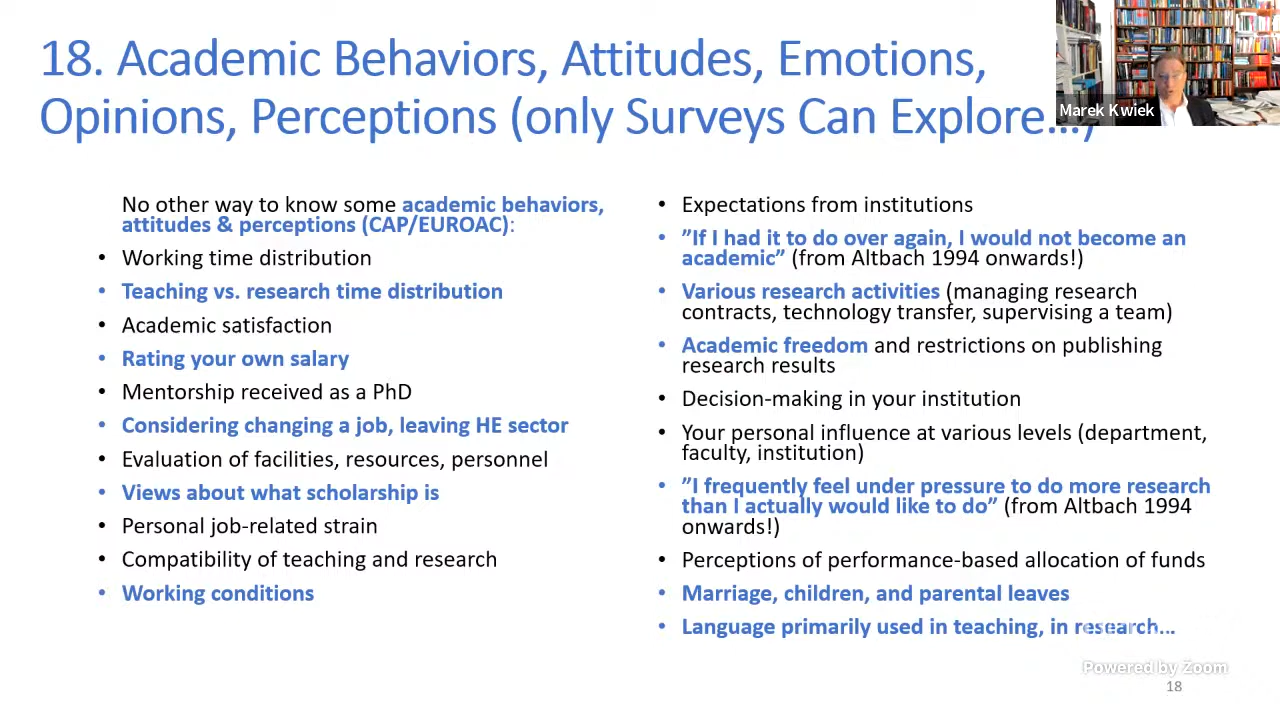 18. Academic Behaviors, Attitudes, Emotions,
Opinions, Perceptions (only Surveys Can Explore...)
Marek Kwiek
No other way to know some academic behaviors,
attitudes & perceptions (CAP/EUROAC):
• Working time distribution
• Teaching vs. research time distribution
• Academic satisfaction
• Rating your own salary
• Mentorship received as a PhD
• Considering changing a job, leaving HE sector
• Evaluation of facilities, resources, personnel
• Views about what scholarship is
• Personal job-related strain
• Compatibility of teaching and research
• Working conditions
• Expectations from institutions
• ”If I had it to do over again, I would not become an
academic” (from Altbach 1994 onwards!)
• Various research activities (managing research
contracts, technology transfer, supervising a team)
• Academic freedom and restrictions on publishing
research results
• Decision-making in your institution
• Your personal influence at various levels (department,
faculty, institution)
• ”I frequently feel under pressure to do more research
than I actually would like to do” (from Altbach 1994
onwards!)
• Perceptions of performance-based allocation of funds
• Marriage, children, and parental leaves
• Language primarily used in teaching, in research...
Powered by Zoom
18